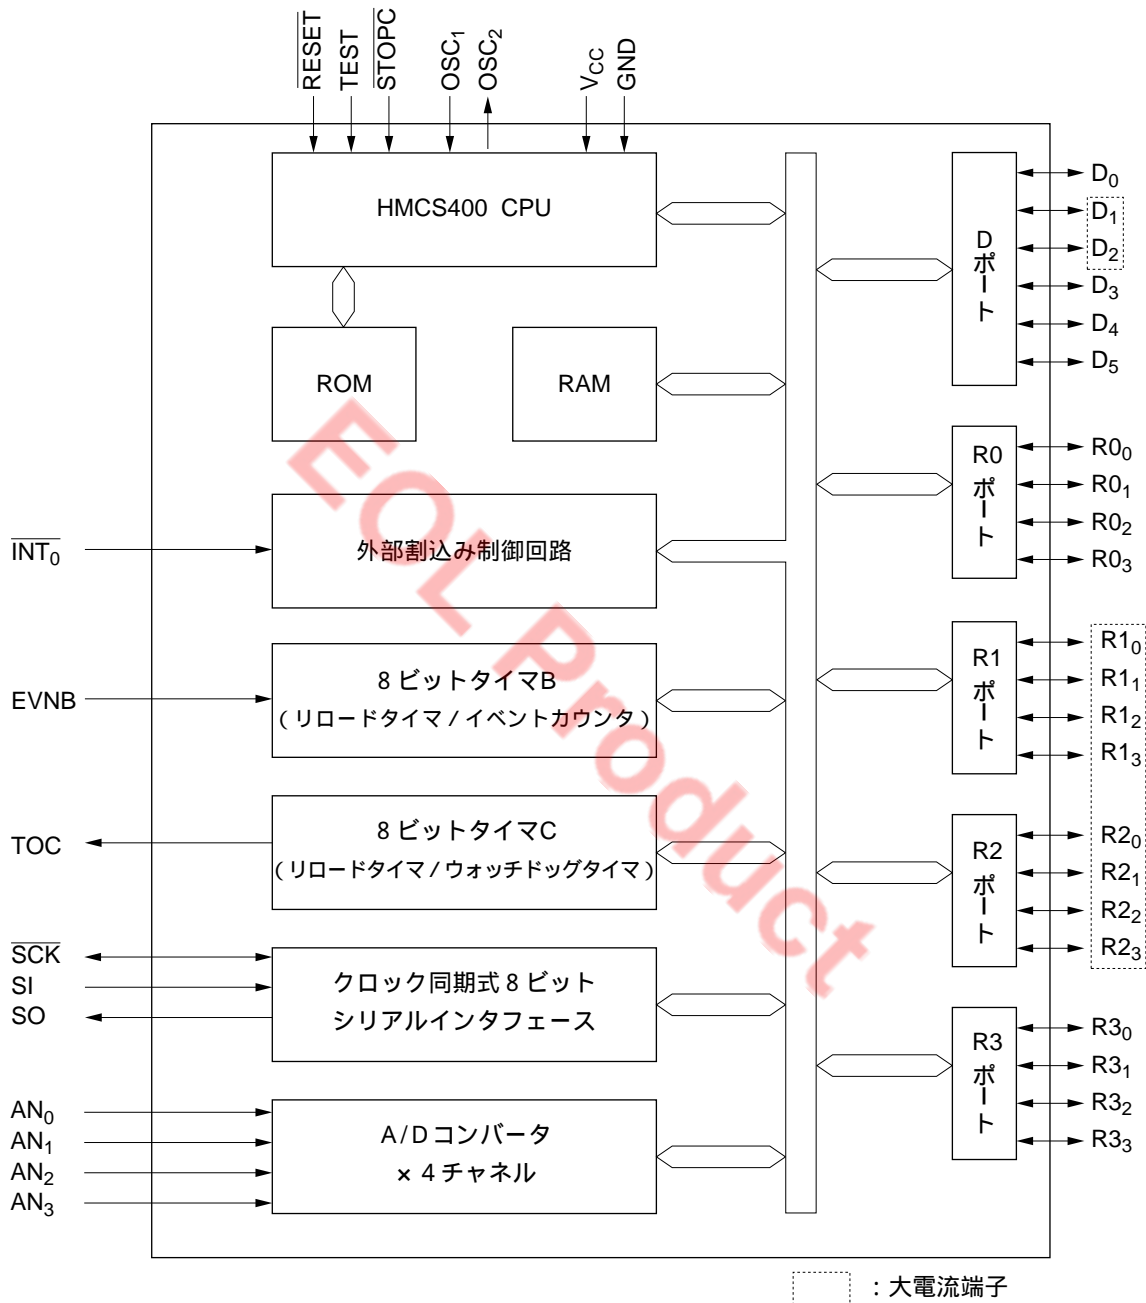 RESET
TEST
STOPC
OSC1
OSC2
VCC
GND
HMCS400 CPU
ROM
RAM
INT0
外部割込み制御回路
EVNB
8ビットタイマB
(リロードタイマ/イベントカウンタ)
TOC
8ビットタイマC
(リロードタイマ/ウォッチドッグタイマ)
SCK
SI
SO
クロック同期式8ビット
シリアルインタフェース
AN0
AN1
AN2
AN3
A/Dコンバータ
×4チャネル
Dポート
D0
D1
D2
D3
D4
D5
R0ポート
R00
R01
R02
R03
R1ポート
R10
R11
R12
R13
R2ポート
R20
R21
R22
R23
R3ポート
R30
R31
R32
R33
:大電流端子
EOL Product